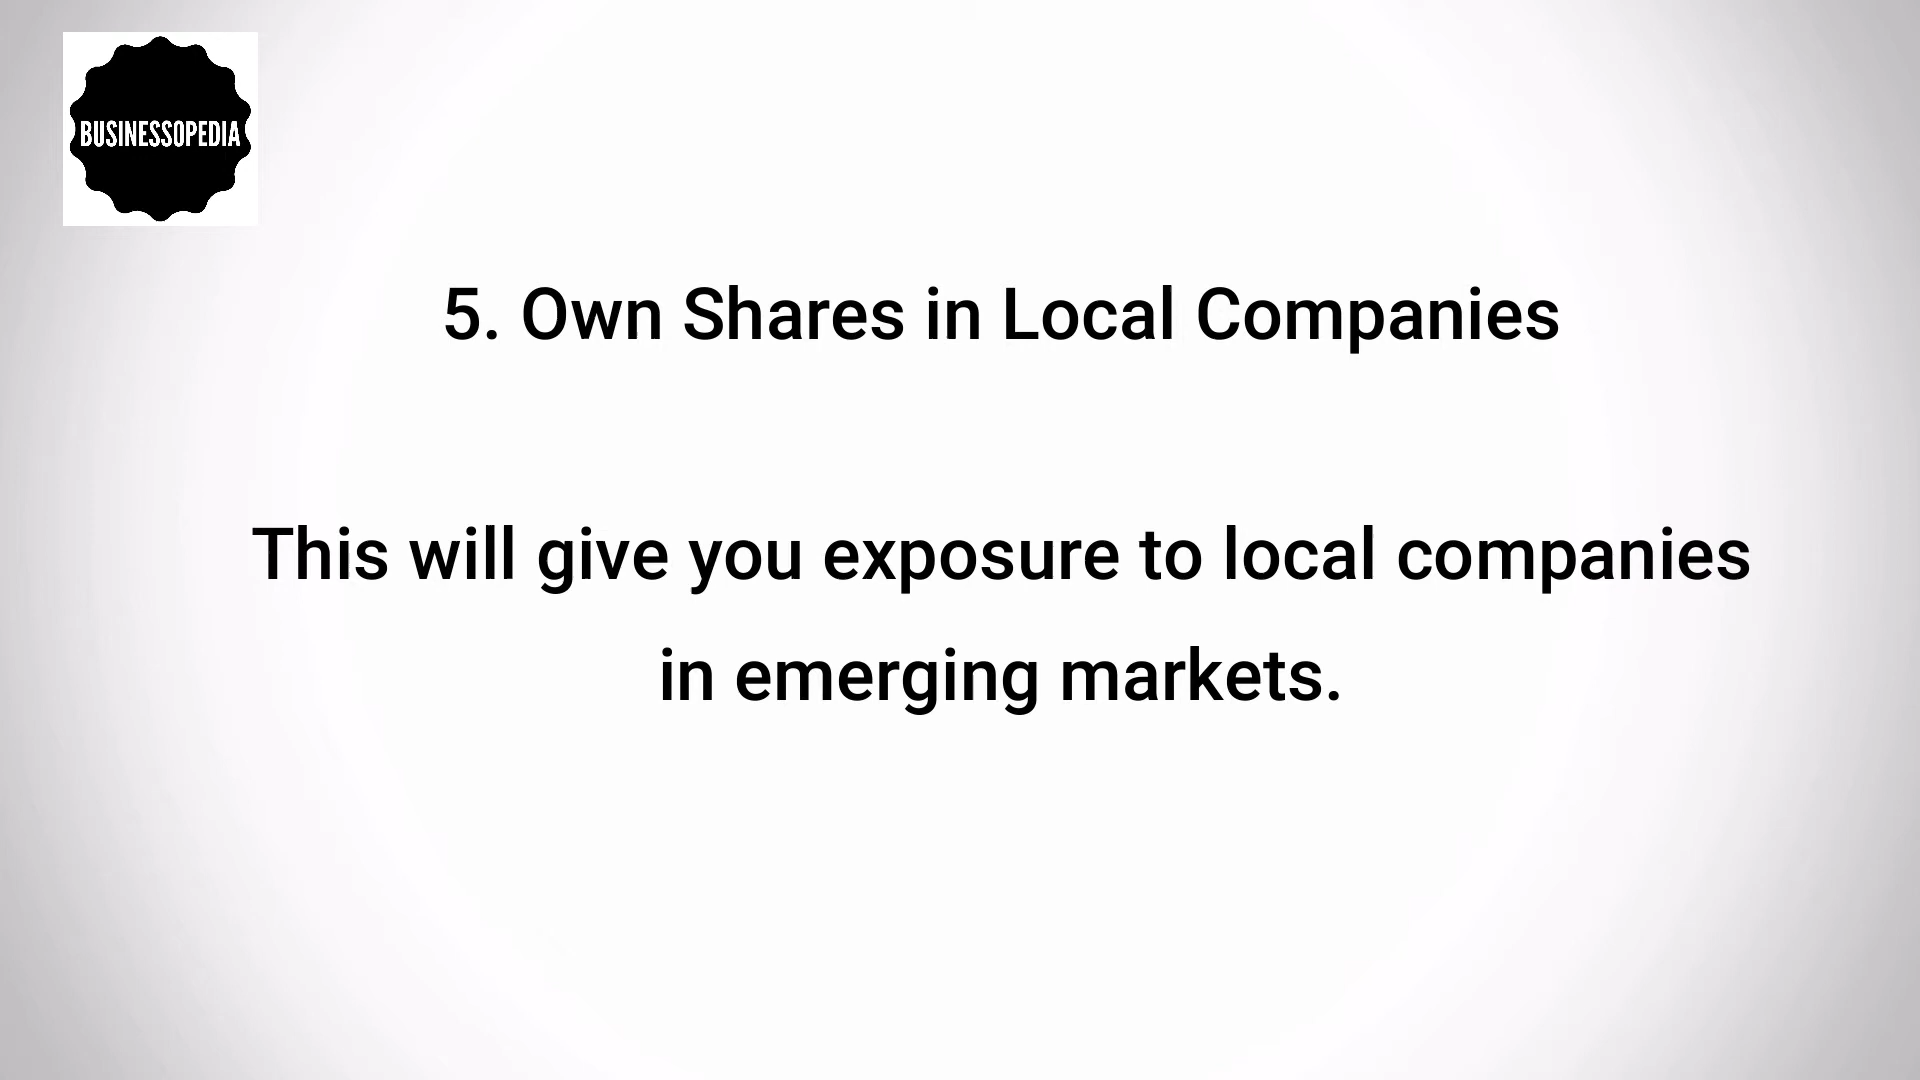 BUSINESSOPEDIA
5. Own Shares in Local Companies
This will give you exposure to local companies
in emerging markets.